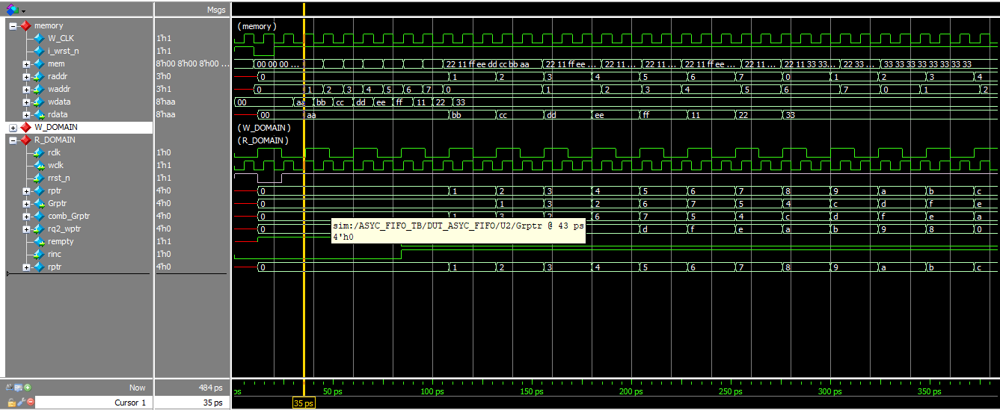 Msgs
memory
( memory )
W_CLK 1'h1
i_wrst_n 1'h1
mem 8'h00 8'h00 8'h00 ... 00 00 00 ... 22 11 ff ee dd cc bb aa 22 11 ff ee ... 22 11 ff ee ... 22 11 ... 22 11 ff ee ... 22 11 ... 22 11 33 33... 22 33 ... 33 33 33 33 33 33 33 33
raddr 3'h0 0 1 2 3 4 5 6 7 0 1 2 3 4
waddr 3'h1 0 1 2 3 4 5 6 7 0 1 2 3 4 5 6 7 0 1 2
wdata 8'haa 00 aa bb cc dd ee ff 11 22 33
rdata 8'haa 00 aa bb cc dd ee ff 11 22 33
W_DOMAIN ( W_DOMAIN )
R_DOMAIN ( R_DOMAIN )
rclk 1'h0
wclk 1'h1
rrst_n 1'h1
rptr 4'h0 0 1 2 3 4 5 6 7 8 9 a b c
Grptr 4'h0 0 1 3 2 6 7 5 4 c d f e
comb_Grptr 4'h0 0 1 3 2 6 7 5 4 c d f e a
rq2_wptr 4'h0 0 d f e a b 9 8 0
sim:/ASYC_FIFO_TB/DUT_ASYC_FIFO/U2/Grptr @ 43 ps
4'h0
rempty 1'h1
rinc 1'h0
rptr 4'h0 0 1 2 3 4 5 6 7 8 9 a b c
Now 484 ps ps 50 ps 100 ps 150 ps 200 ps 250 ps 300 ps 350 ps
Cursor 1 35 ps 35 ps